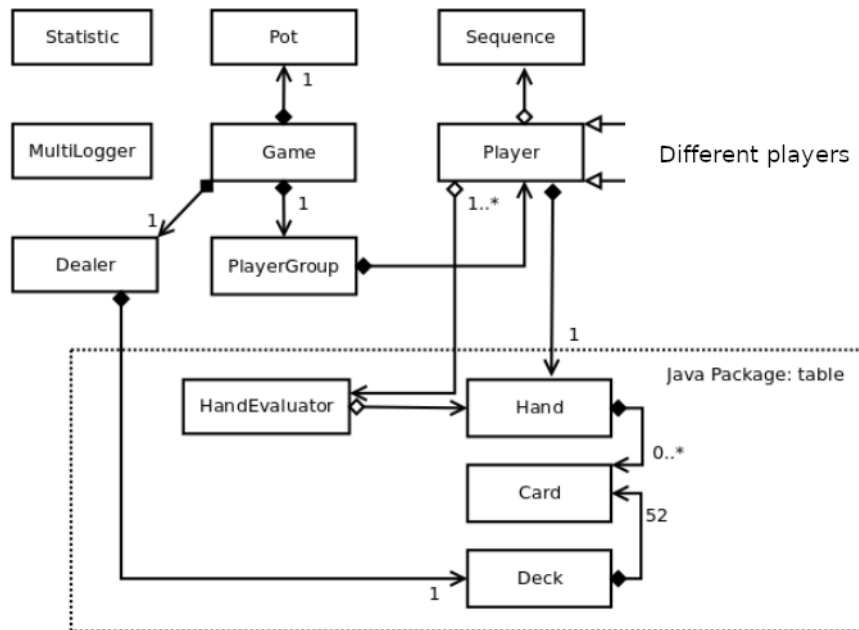 Statistic
Pot
Sequence
1
MultiLogger
Game
Player
Different players
1
1
1..*
Dealer
PlayerGroup
1
Java Package: table
HandEvaluator
Hand
0..*
Card
52
Deck
1